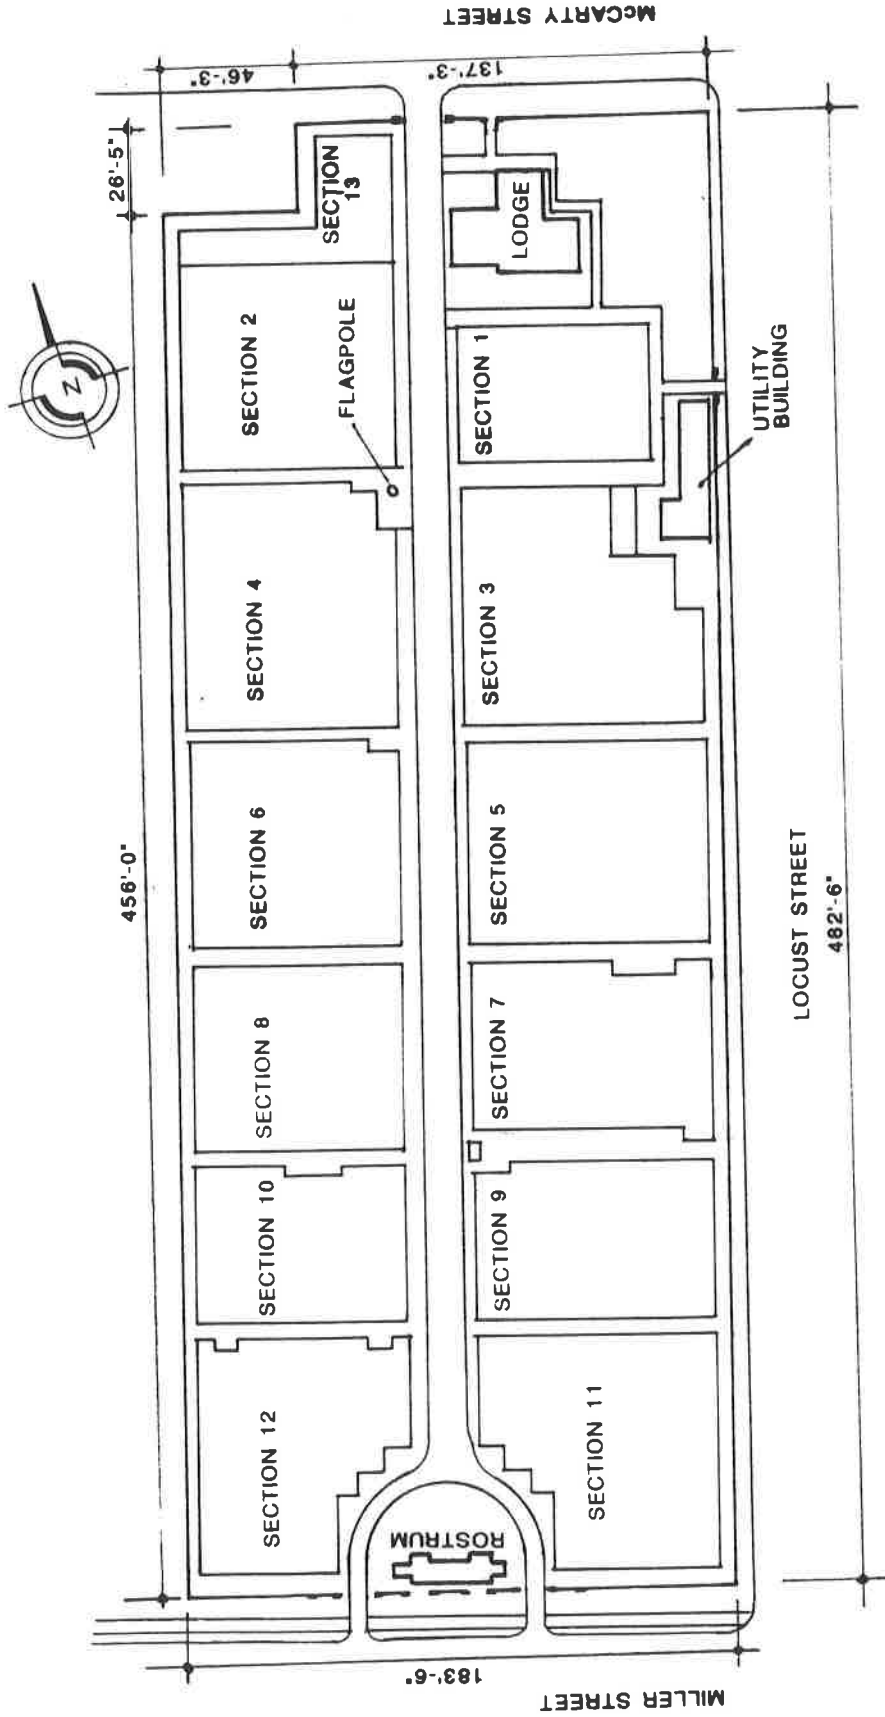 McCARTY STREET
46'-3"
137'-3"
26'-5"
SECTION
13
LODGE
N
SECTION 2
FLAGPOLE
SECTION 1
UTILITY
BUILDING
SECTION 4
SECTION 3
456'-0"
SECTION 6
SECTION 5
LOCUST STREET
482'-6"
SECTION 8
SECTION 7
SECTION 10
SECTION 9
SECTION 12
SECTION 11
ROSTRUM
183'-6"
MILLER STREET